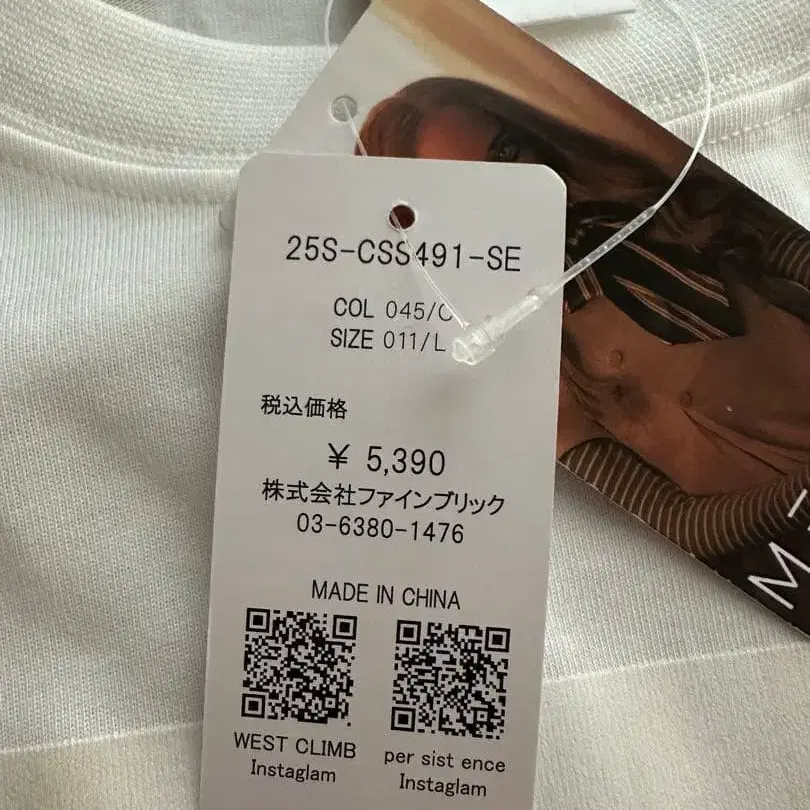 25S-CSS491-SE
COL 045/C
SIZE 011/L
税込価格
¥ 5,390
株式会社ファインブリック
03-6380-1476
MADE IN CHINA
WEST CLIMB
Instaglam
per sist ence
Instaglam